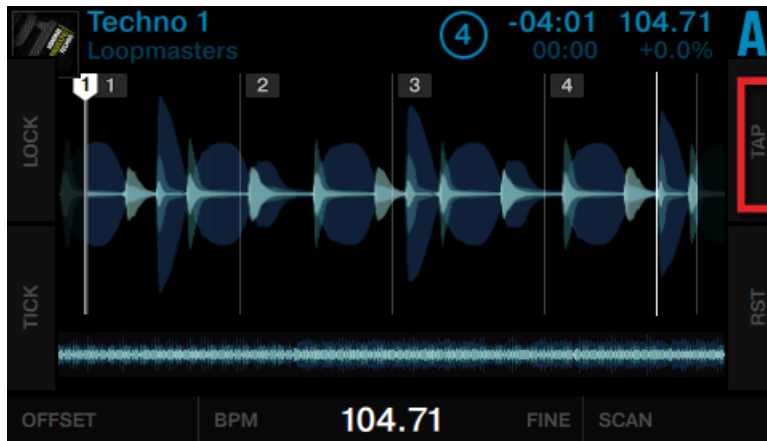 Techno 1
Loopmasters
4
-04:01 104.71
00:00 +0.0%
A
LOCK
TICK
1 1 2 3 4
TAP
RST
OFFSET BPM 104.71 FINE SCAN